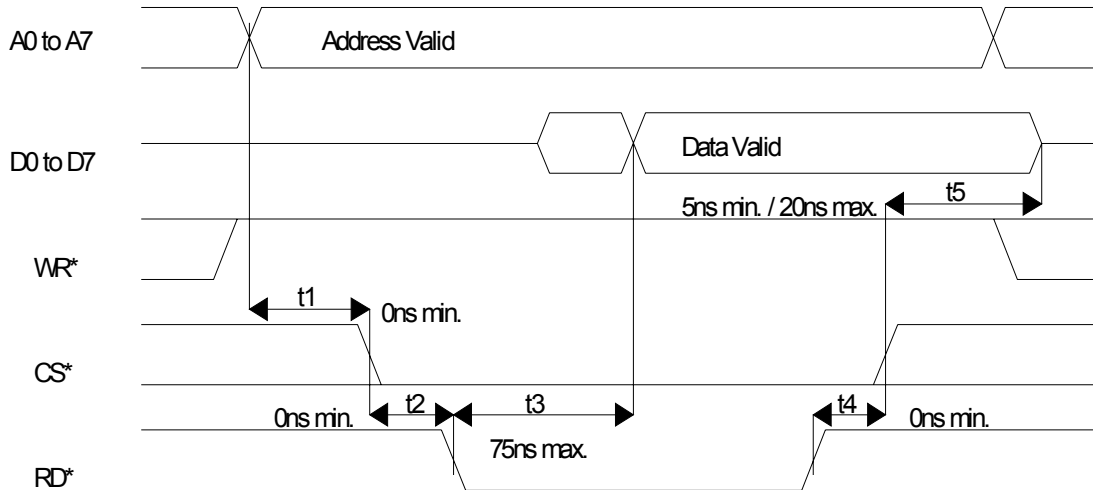 A0 to A7
Address Valid
D0 to D7
Data Valid
5ns min. / 20ns max.
t5
WR*
t1
0ns min.
CS*
0ns min.
t2
t3
t4
0ns min.
75ns max.
RD*